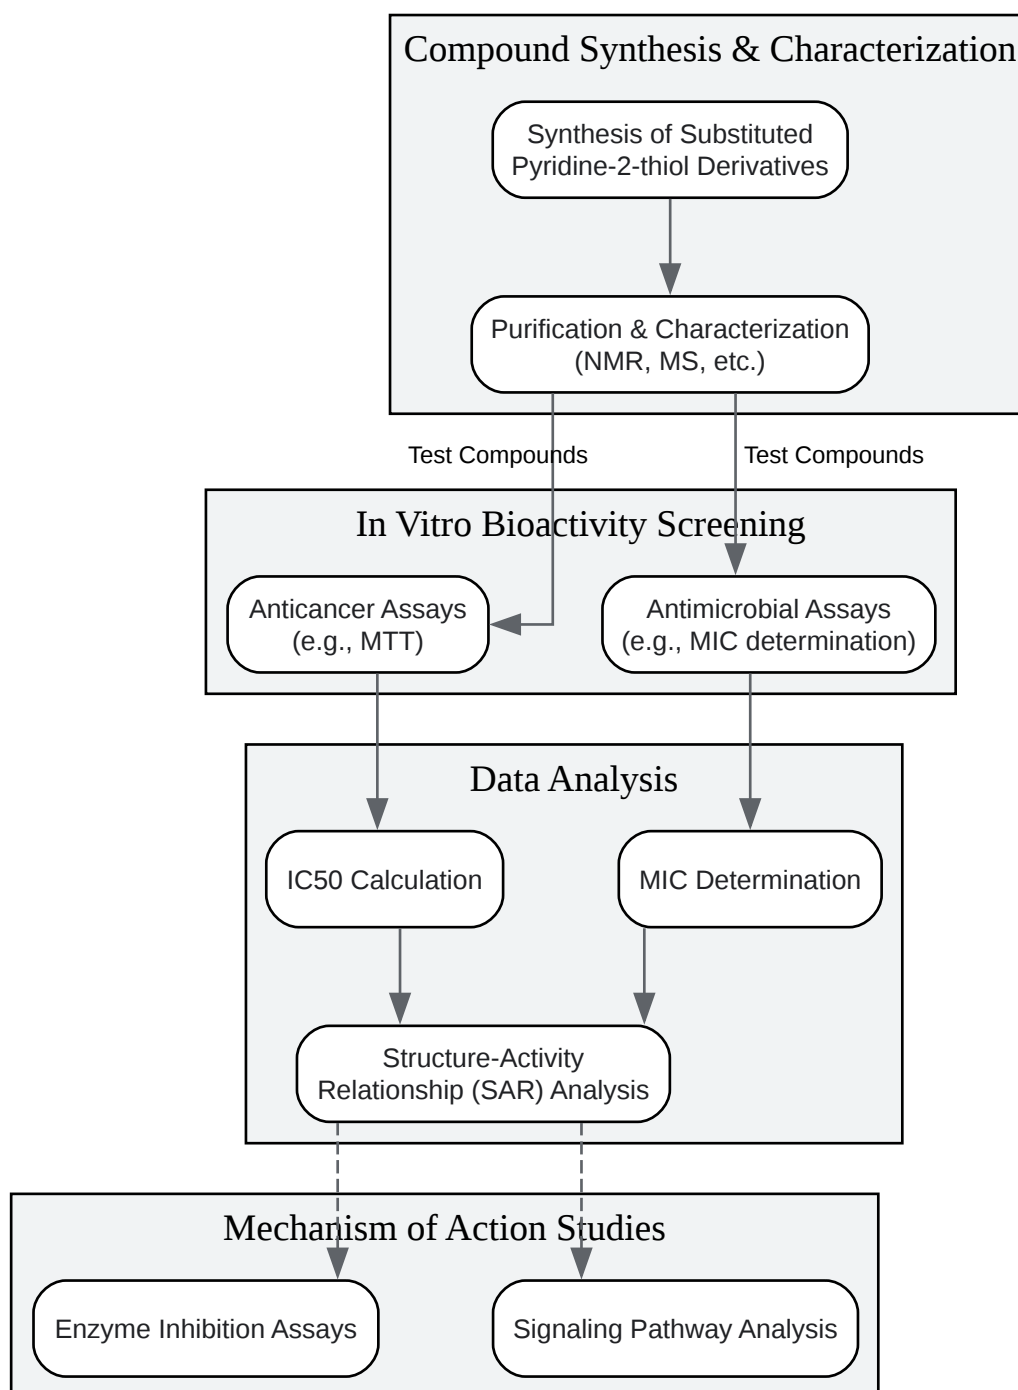 Compound Synthesis & Characterization
Synthesis of Substituted
Pyridine-2-thiol Derivatives
Purification & Characterization
(NMR, MS, etc.)
Test Compounds
Test Compounds
In Vitro Bioactivity Screening
Anticancer Assays
(e.g., MTT)
Antimicrobial Assays
(e.g., MIC determination)
Data Analysis
IC50 Calculation
MIC Determination
Structure-Activity
Relationship (SAR) Analysis
Mechanism of Action Studies
Enzyme Inhibition Assays
Signaling Pathway Analysis